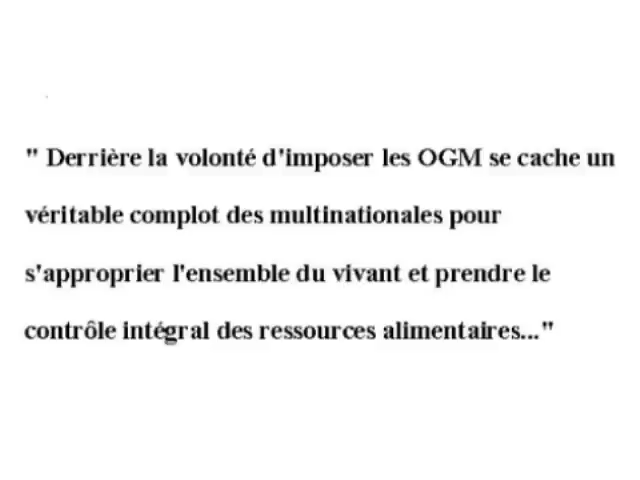 " Derrière la volonté d'imposer les OGM se cache un
véritable complot des multinationales pour
s'approprier l'ensemble du vivant et prendre le
contrôle intégral des ressources alimentaires..."